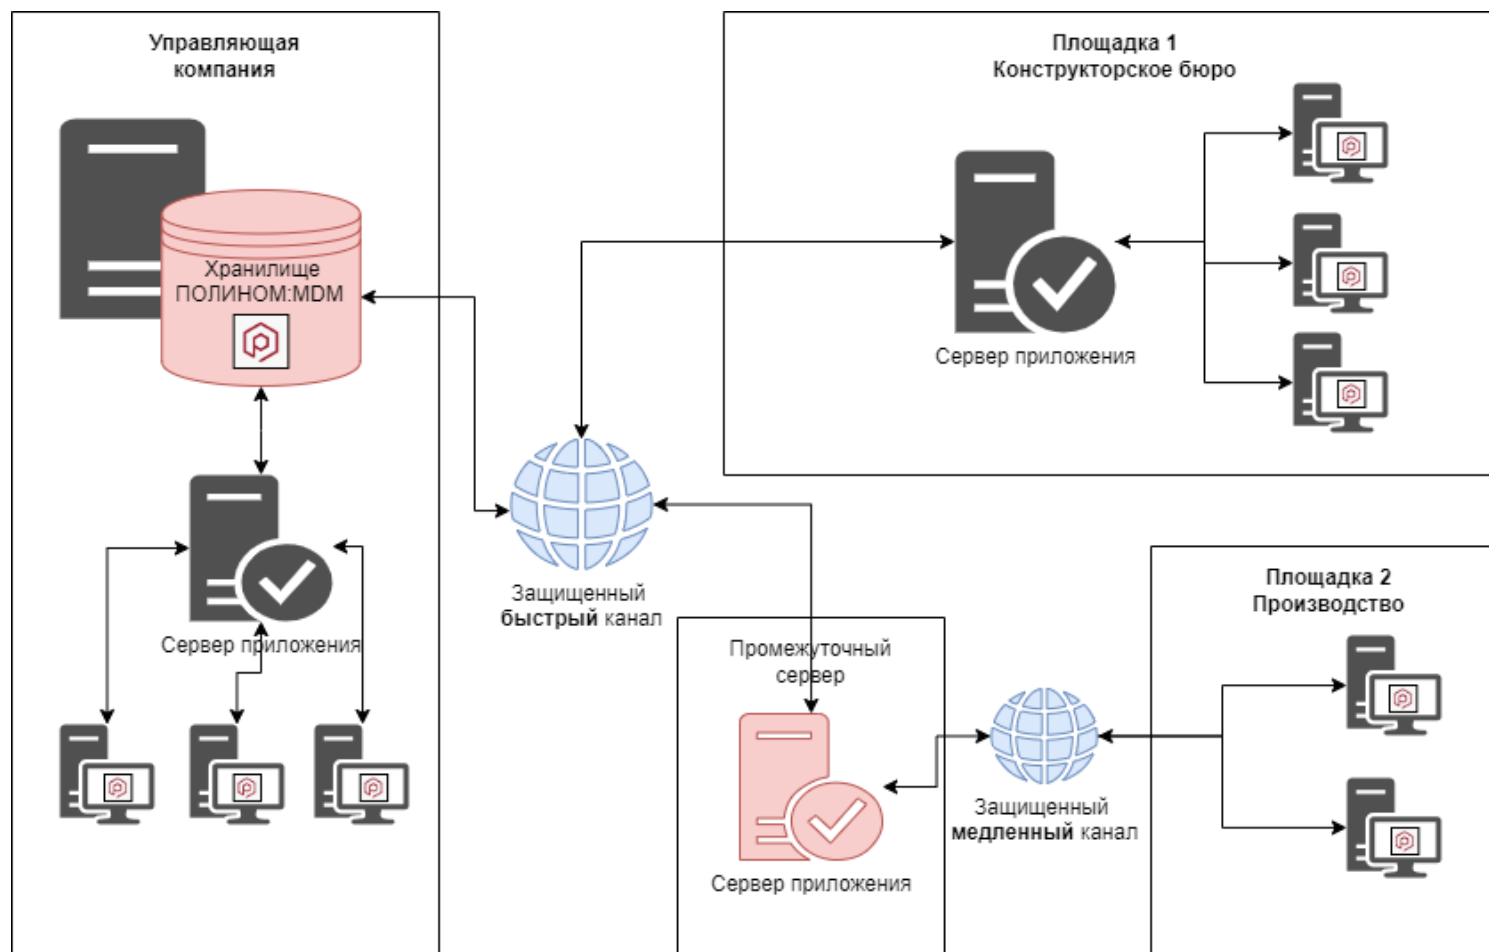 Управляющая
компания
Хранилище
ПОЛИНОМ:MDM
Сервер приложения
Защищенный
быстрый канал
Площадка 1
Конструкторское бюро
Сервер приложения
Промежуточный
сервер
Сервер приложения
Защищенный
медленный канал
Площадка 2
Производство